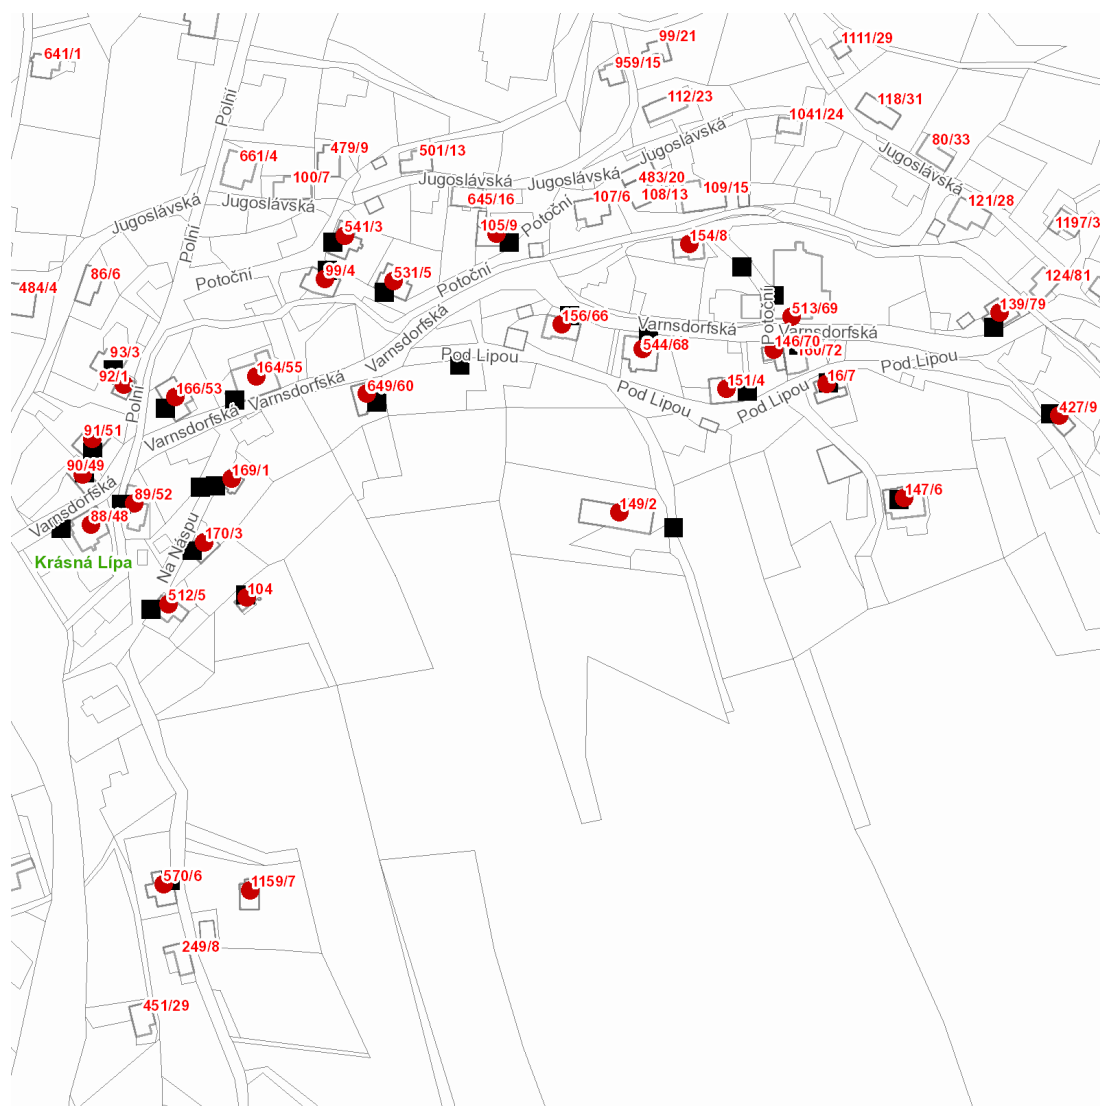 99/21
1111/29
641/1
959/15
112/23
118/31
Polní
1041/24
Jugoslávská
80/33
479/9
501/13
661/4
Jugoslávská
100/7
Jugoslávská
Jugoslávská
483/20
109/15
108/13
107/6
645/16
121/28
Jugoslávská
Jugoslávská
Potoční
1197/3
541/3
105/9
154/8
Polní
86/6
484/4
Potoční
99/4
531/5
Potoční
124/81
139/79
513/69
Potoční
156/66
Varnsdorfská
Varnsdorfská
Varnsdorfská
544/68
146/70
160/72
93/3
92/1
Polní
164/55
Pod Lipou
Pod Lipou
166/53
Varnsdorfská
649/60
Pod Lipou
151/4
Pod Lipou
16/7
427/9
Varnsdorfská
91/51
90/49
169/1
89/52
Varnsdorfská
88/48
147/6
149/2
Krásná Lípa
Na Náspu
170/3
104
512/5
570/6
1159/7
249/8
451/29